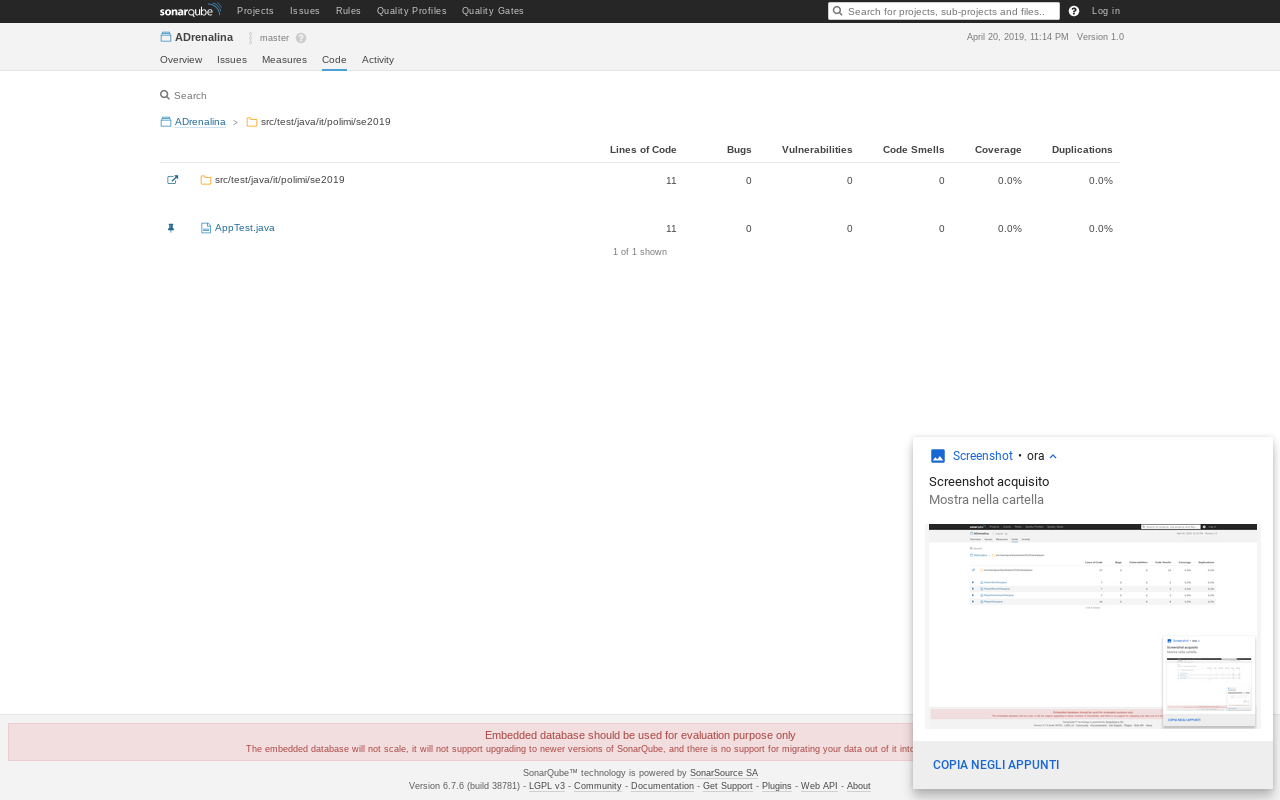 sonarqube Projects Issues Rules Quality Profiles Quality Gates Search for projects, sub-projects and files.. Log in
ADrenalina master April 20, 2019, 11:14 PM Version 1.0
Overview Issues Measures Code Activity
Search
ADrenalina > src/test/java/it/polimi/se2019
Lines of Code Bugs Vulnerabilities Code Smells Coverage Duplications
src/test/java/it/polimi/se2019 11 0 0 0 0.0% 0.0%
AppTest.java 11 0 0 0 0.0% 0.0%
1 of 1 shown
Screenshot • ora
Screenshot acquisito
Mostra nella cartella
COPIA NEGLI APPUNTI
Embedded database should be used for evaluation purpose only
The embedded database will not scale, it will not support upgrading to newer versions of SonarQube, and there is no support for migrating your data out of it
SonarQube™ technology is powered by SonarSource SA
Version 6.7.6 (build 38781) - LGPL v3 - Community - Documentation - Get Support - Plugins - Web API - About